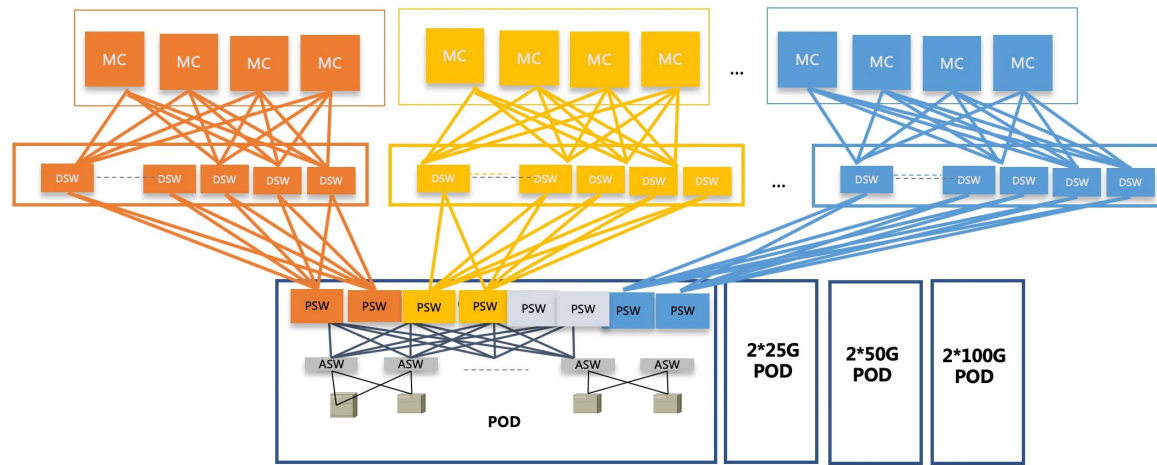 MC MC MC MC MC MC MC MC ... MC MC MC MC
DSW DSW DSW DSW DSW DSW DSW DSW DSW DSW ... DSW DSW DSW DSW DSW
PSW PSW PSW PSW PSW PSW PSW PSW
ASW ASW ASW ASW
POD
2*25G
POD
2*50G
POD
2*100G
POD